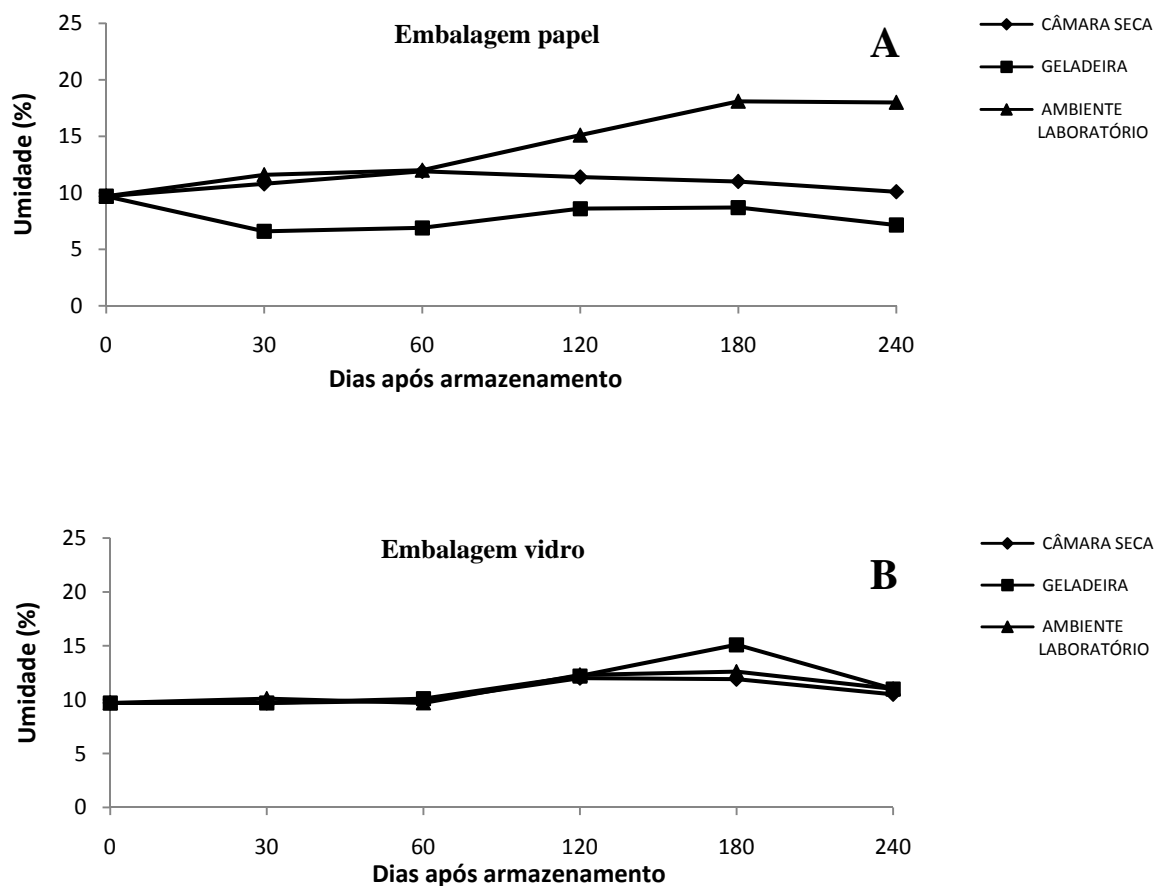 Embalagem papel
A
25
20
15
10
5
0
Umidade (%)
0 30 60 120 180 240
Dias após armazenamento
CÂMARA SECA
GELADEIRA
AMBIENTE
LABORATÓRIO
Embalagem vidro
B
25
20
15
10
5
0
Umidade (%)
0 30 60 120 180 240
Dias após armazenamento
CÂMARA SECA
GELADEIRA
AMBIENTE
LABORATÓRIO